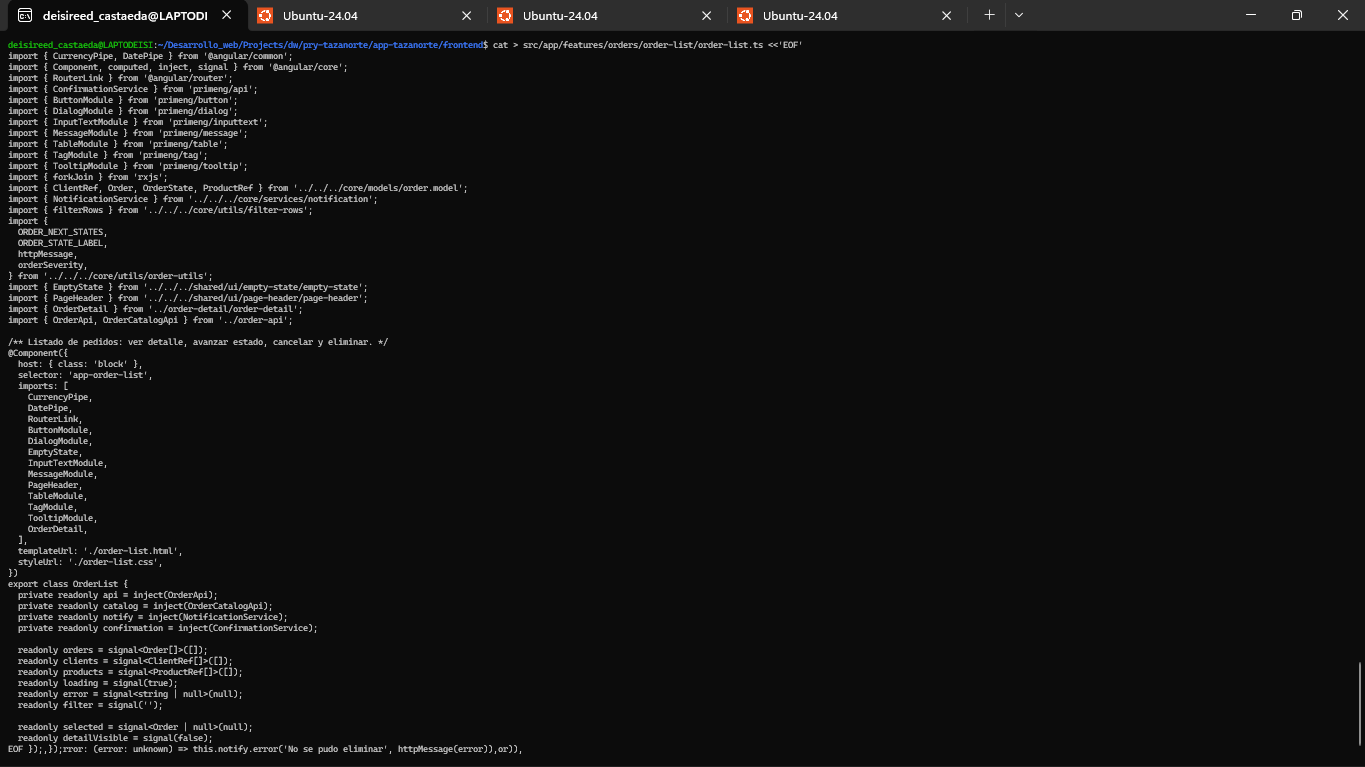 deisireed_castaeda@LAPTODI
Ubuntu-24.04
Ubuntu-24.04
Ubuntu-24.04
deisireed_castaeda@LAPTODEISI:~/Desarrollo_web/Projects/dw/pry-tazanorte/app-tazanorte/frontend$ cat > src/app/features/orders/order-list/order-list.ts <<'EOF'
import { CurrencyPipe, DatePipe } from '@angular/common';
import { Component, computed, inject, signal } from '@angular/core';
import { RouterLink } from '@angular/router';
import { ConfirmationService } from 'primeng/api';
import { ButtonModule } from 'primeng/button';
import { DialogModule } from 'primeng/dialog';
import { InputTextModule } from 'primeng/inputtext';
import { MessageModule } from 'primeng/message';
import { TableModule } from 'primeng/table';
import { TagModule } from 'primeng/tag';
import { TooltipModule } from 'primeng/tooltip';
import { forkJoin } from 'rxjs';
import { ClientRef, Order, OrderState, ProductRef } from '../../../core/models/order.model';
import { NotificationService } from '../../../core/services/notification';
import { filterRows } from '../../../core/utils/filter-rows';
import {
  ORDER_NEXT_STATES,
  ORDER_STATE_LABEL,
  httpMessage,
  orderSeverity,
} from '../../../core/utils/order-utils';
import { EmptyState } from '../../../shared/ui/empty-state/empty-state';
import { PageHeader } from '../../../shared/ui/page-header/page-header';
import { OrderDetail } from '../order-detail/order-detail';
import { OrderApi, OrderCatalogApi } from '../order-api';

/** Listado de pedidos: ver detalle, avanzar estado, cancelar y eliminar. */
@Component({
  host: { class: 'block' },
  selector: 'app-order-list',
  imports: [
    CurrencyPipe,
    DatePipe,
    RouterLink,
    ButtonModule,
    DialogModule,
    EmptyState,
    InputTextModule,
    MessageModule,
    PageHeader,
    TableModule,
    TagModule,
    TooltipModule,
    OrderDetail,
  ],
  templateUrl: './order-list.html',
  styleUrl: './order-list.css',
})
export class OrderList {
  private readonly api = inject(OrderApi);
  private readonly catalog = inject(OrderCatalogApi);
  private readonly notify = inject(NotificationService);
  private readonly confirmation = inject(ConfirmationService);

  readonly orders = signal<Order[]>([]);
  readonly clients = signal<ClientRef[]>([]);
  readonly products = signal<ProductRef[]>([]);
  readonly loading = signal(true);
  readonly error = signal<string | null>(null);
  readonly filter = signal('');

  readonly selected = signal<Order | null>(null);
  readonly detailVisible = signal(false);
EOF });,});rror: (error: unknown) => this.notify.error('No se pudo eliminar', httpMessage(error)),or)),